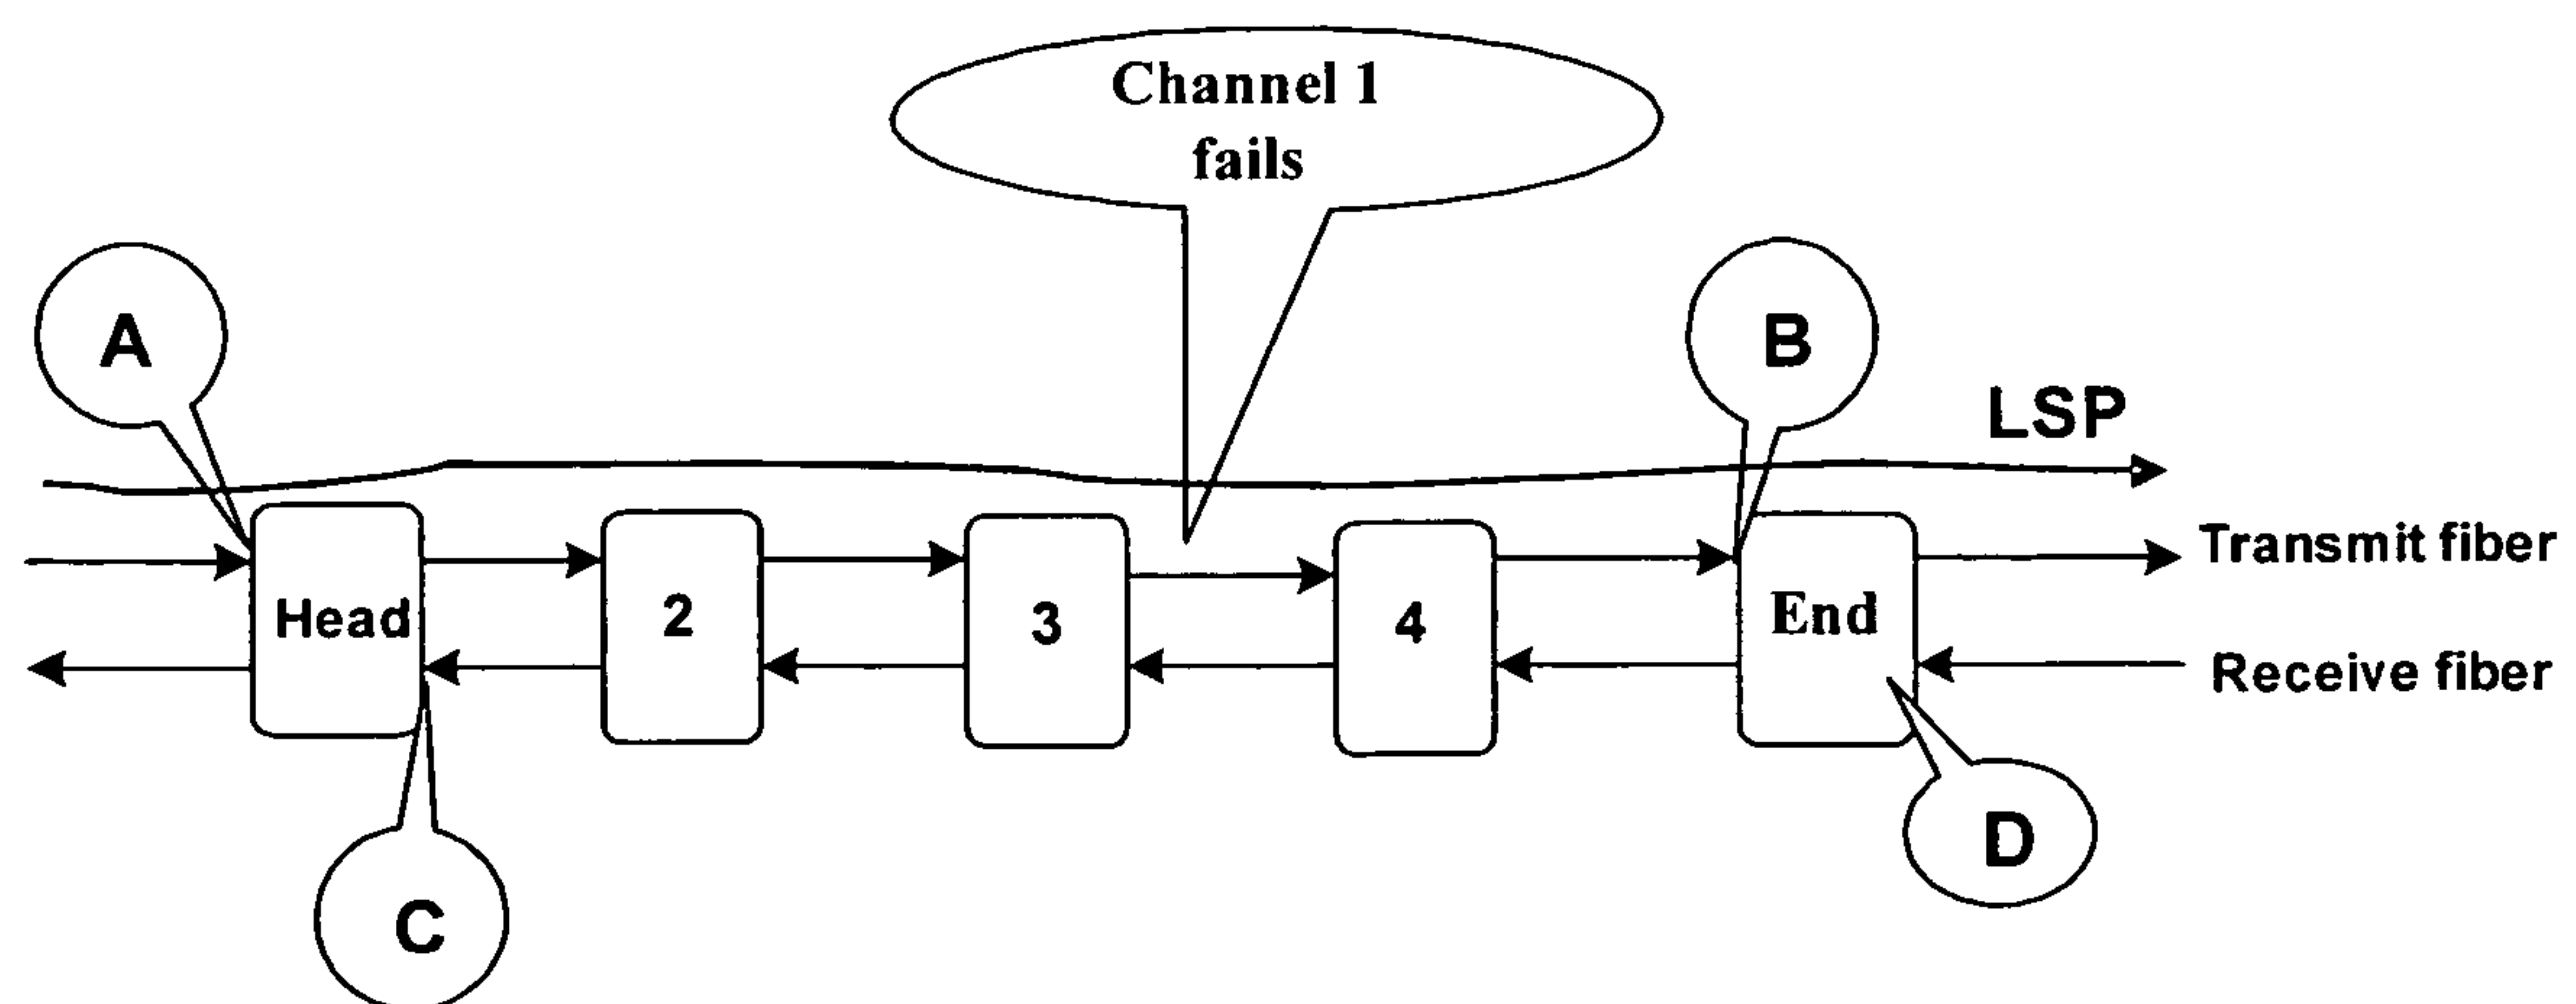 Channel 1
fails
A
B
LSP
Transmit fiber
Head
2
3
4
End
Receive fiber
C
D